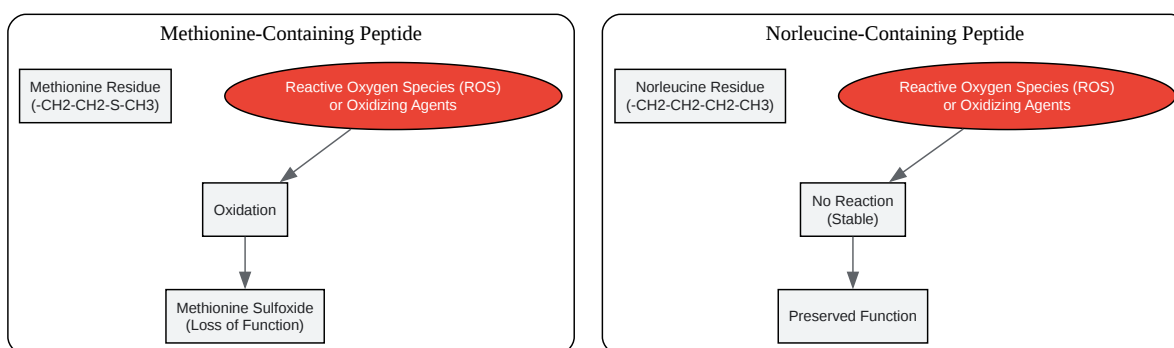 Methionine-Containing Peptide
Methionine Residue
(-CH2-CH2-S-CH3)
Reactive Oxygen Species (ROS)
or Oxidizing Agents
Oxidation
Methionine Sulfoxide
(Loss of Function)
Norleucine-Containing Peptide
Norleucine Residue
(-CH2-CH2-CH2-CH3)
Reactive Oxygen Species (ROS)
or Oxidizing Agents
No Reaction
(Stable)
Preserved Function